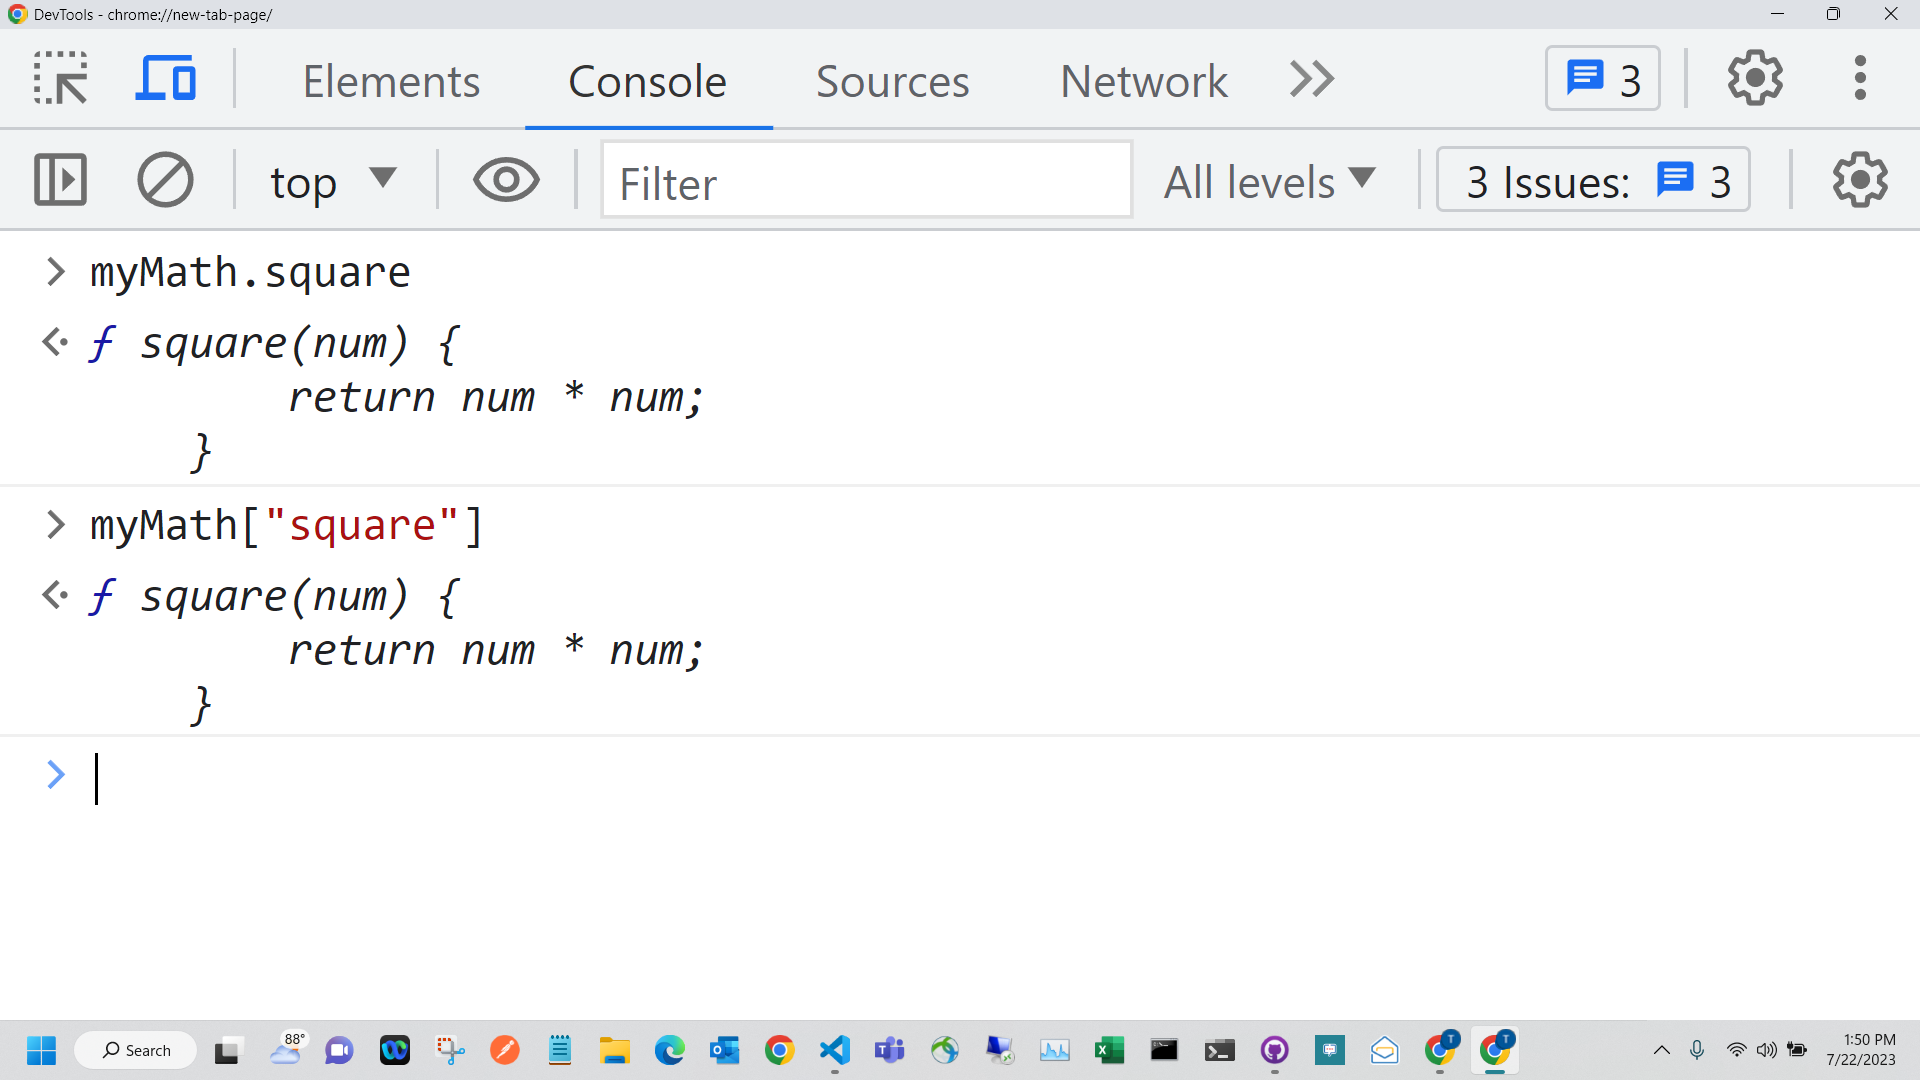 DevTools - chrome://new-tab-page/
Elements Console Sources Network 3
top Filter All levels 3 Issues: 3
myMath.square
ƒ square(num) {
return num * num;
}
myMath["square"]
ƒ square(num) {
return num * num;
}
Search 88° T T 1:50 PM
7/22/2023